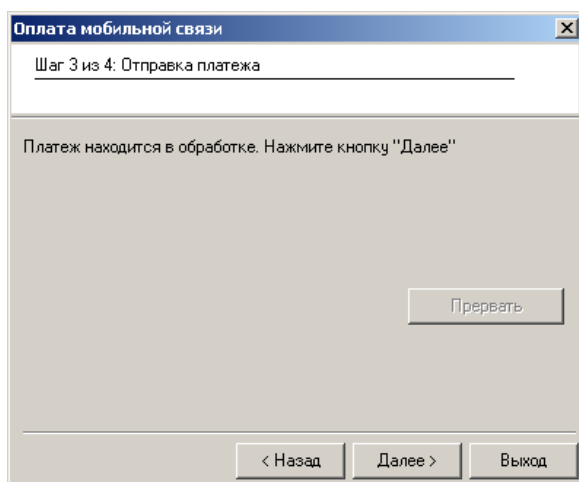 Оплата мобильной связи
Шаг 3 из 4: Отправка платежа
Платеж находится в обработке. Нажмите кнопку "Далее"
Прервать
< Назад Далее > Выход